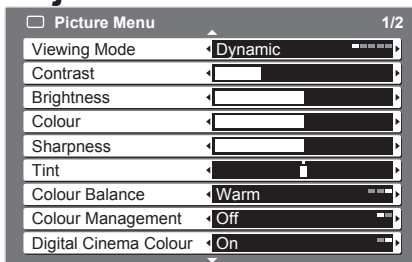 Picture Menu 1/2
Viewing Mode Dynamic
Contrast
Brightness
Colour
Sharpness
Tint
Colour Balance Warm
Colour Management Off
Digital Cinema Colour On